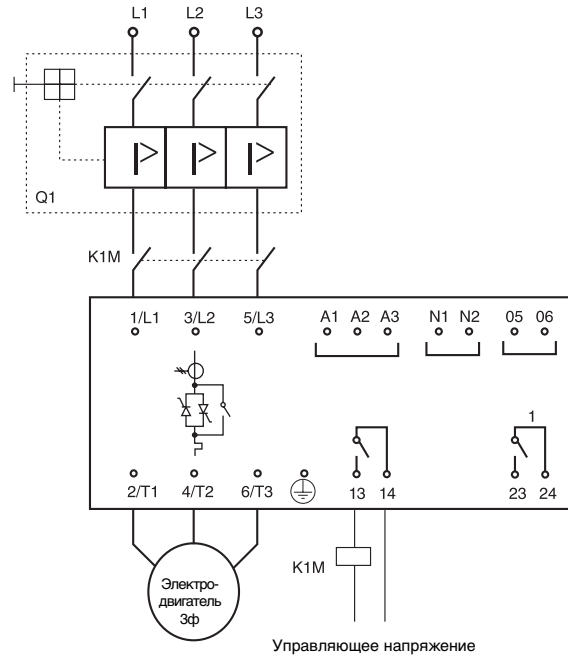 L1 L2 L3
Q1
K1M
1/L1 3/L2 5/L3 A1 A2 A3 N1 N2 05 06
1
2/T1 4/T2 6/T3 13 14 23 24
K1M
Электро-
двигатель
3ф
Управляющее напряжение